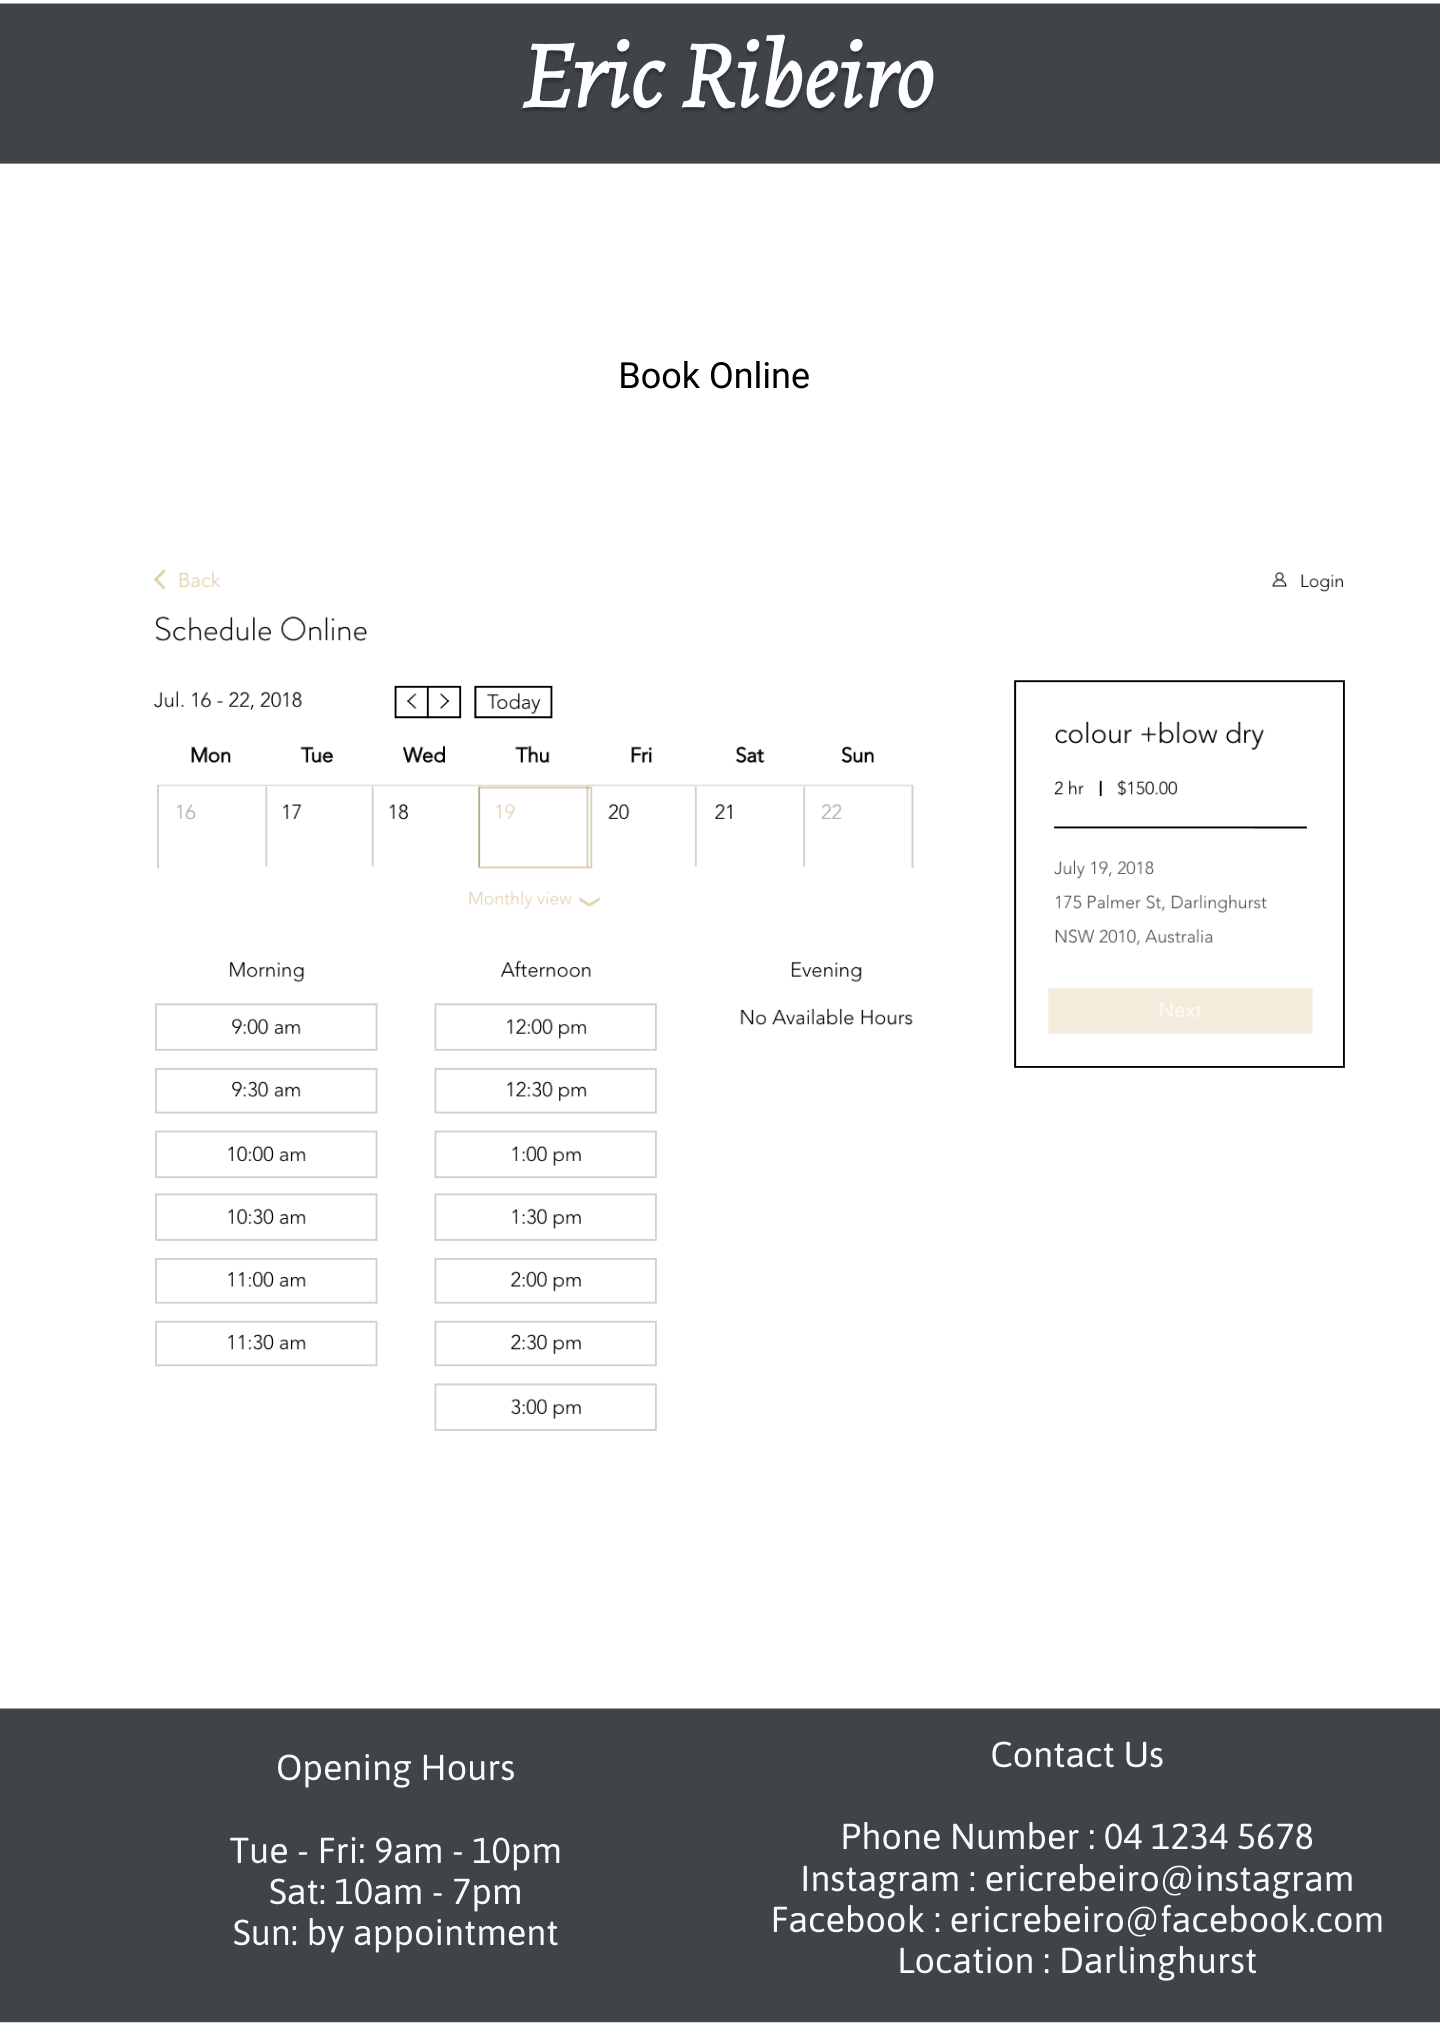 Eric Ribeiro
Book Online
Back
Login
Schedule Online
Jul. 16 - 22, 2018
Today
Mon Tue Wed Thu Fri Sat Sun
16 17 18 19 20 21 22
Monthly view
colour +blow dry
2 hr | $150.00
July 19, 2018
175 Palmer St, Darlinghurst
NSW 2010, Australia
Next
Morning
9:00 am
9:30 am
10:00 am
10:30 am
11:00 am
11:30 am
Afternoon
12:00 pm
12:30 pm
1:00 pm
1:30 pm
2:00 pm
2:30 pm
3:00 pm
Evening
No Available Hours
Opening Hours
Tue - Fri: 9am - 10pm
Sat: 10am - 7pm
Sun: by appointment
Contact Us
Phone Number : 04 1234 5678
Instagram : ericrebeiro@instagram
Facebook : ericrebeiro@facebook.com
Location : Darlinghurst